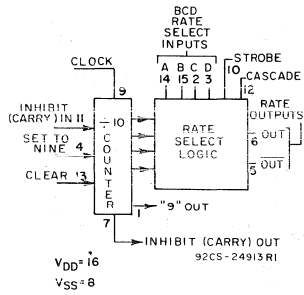 BCD
RATE
SELECT
INPUTS
CLOCK
STROBE
A B C D
14 15 2 3
10
CASCADE
12
9
RATE
OUTPUTS
INHIBIT
(CARRY) IN 11
SET TO
NINE 4
CLEAR 13
÷10
COUNTER
RATE
SELECT
LOGIC
6 OUT
5 OUT
1 "9" OUT
7
INHIBIT (CARRY) OUT
92CS-24913R1
VDD=16
VSS=8